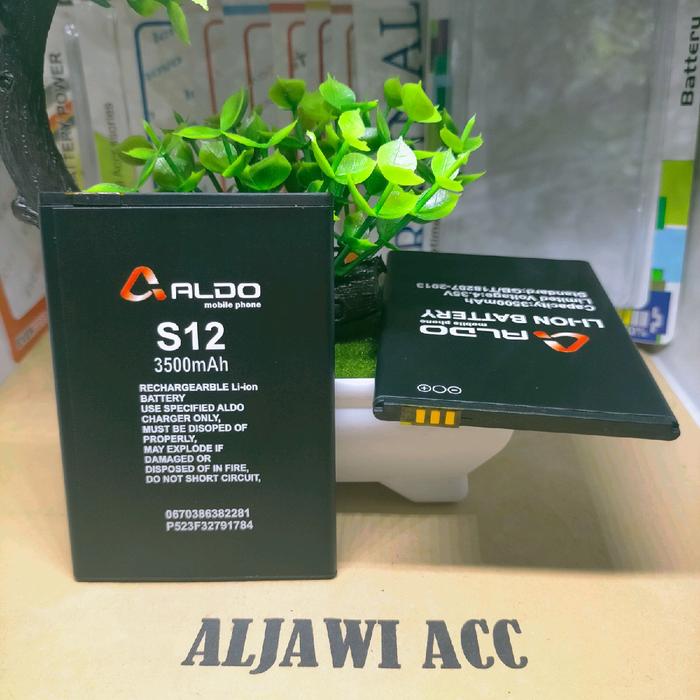 ALDO
mobile phone
S12
3500mAh
RECHARGEARBLE Li-ion
BATTERY
USE SPECIFIED ALDO
CHARGER ONLY,
MUST BE DISOPED OF
PROPERLY,
MAY EXPLODE IF
DAMAGED OR
DISPOSED OF IN FIRE,
DO NOT SHORT CIRCUIT,
0670386382281
P523F32791784
ALDO
mobile phone
LI-ION BATTERY
Capacity:3500mAh
Limited Voltage:4.35V
Standard:GB/T18287-2013
Battery
ALJAWI ACC